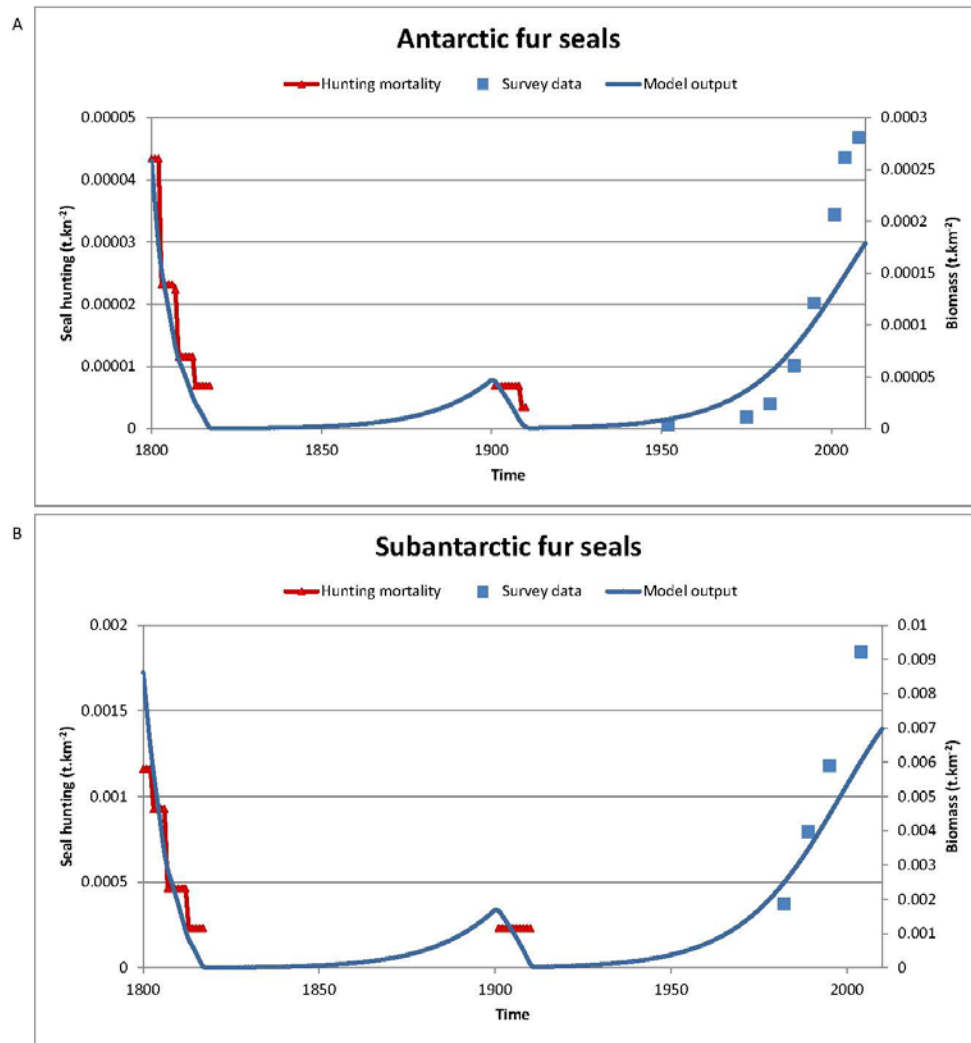 A
Antarctic fur seals
Hunting mortality Survey data Model output
0.00005 0.0003
0.00004 0.00025
0.00003 0.0002
0.00002 0.00015
0.00001 0.0001
0 0.00005
0
Seal hunting (t.kn⁻²)
Biomass (t.km⁻²)
1800 1850 1900 1950 2000
Time
B
Subantarctic fur seals
Hunting mortality Survey data Model output
0.002 0.01
0.009
0.0015 0.008
0.007
0.001 0.006
0.005
0.0005 0.004
0.003
0 0.002
0.001
0
Seal hunting (t.km⁻²)
Biomass (t.km⁻²)
1800 1850 1900 1950 2000
Time